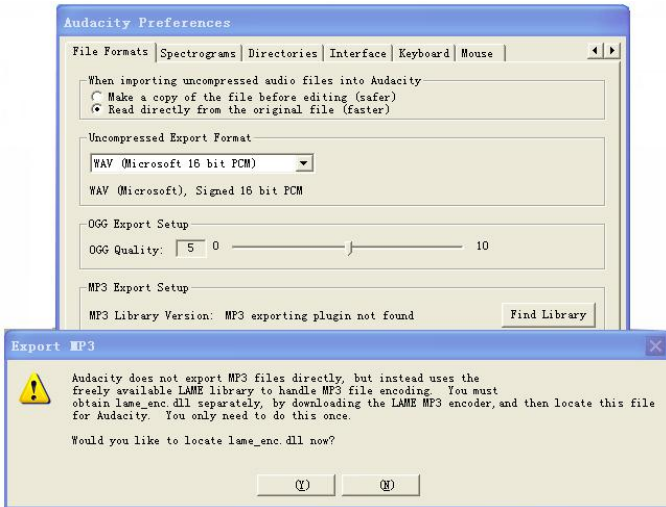 Audacity Preferences
File Formats Spectrograms Directories Interface Keyboard Mouse
When importing uncompressed audio files into Audacity
Make a copy of the file before editing (safer)
Read directly from the original file (faster)
Uncompressed Export Format
WAV (Microsoft 16 bit PCM)
WAV (Microsoft), Signed 16 bit PCM
OGG Export Setup
OGG Quality: 5 0 10
MP3 Export Setup
MP3 Library Version: MP3 exporting plugin not found Find Library
Export MP3
Audacity does not export MP3 files directly, but instead uses the
freely available LAME library to handle MP3 file encoding. You must
obtain lame_enc.dll separately, by downloading the LAME MP3 encoder, and then locate this file
for Audacity. You only need to do this once.
Would you like to locate lame_enc.dll now?
(Y) (N)